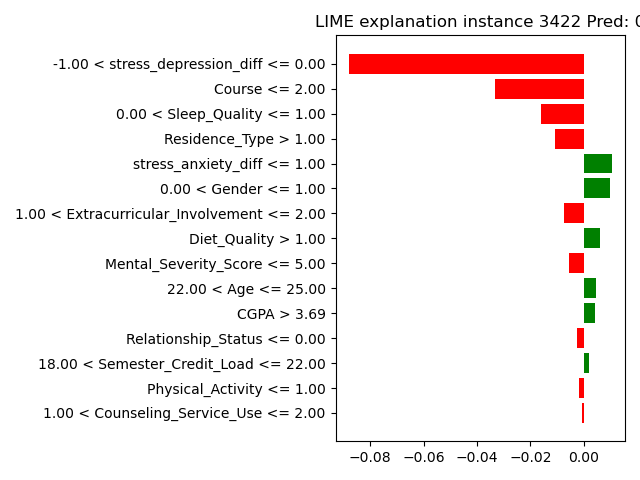 LIME explanation instance 3422 Pred: 0
-1.00 < stress_depression_diff <= 0.00
Course <= 2.00
0.00 < Sleep_Quality <= 1.00
Residence_Type > 1.00
stress_anxiety_diff <= 1.00
0.00 < Gender <= 1.00
1.00 < Extracurricular_Involvement <= 2.00
Diet_Quality > 1.00
Mental_Severity_Score <= 5.00
22.00 < Age <= 25.00
CGPA > 3.69
Relationship_Status <= 0.00
18.00 < Semester_Credit_Load <= 22.00
Physical_Activity <= 1.00
1.00 < Counseling_Service_Use <= 2.00
−0.08 −0.06 −0.04 −0.02 0.00